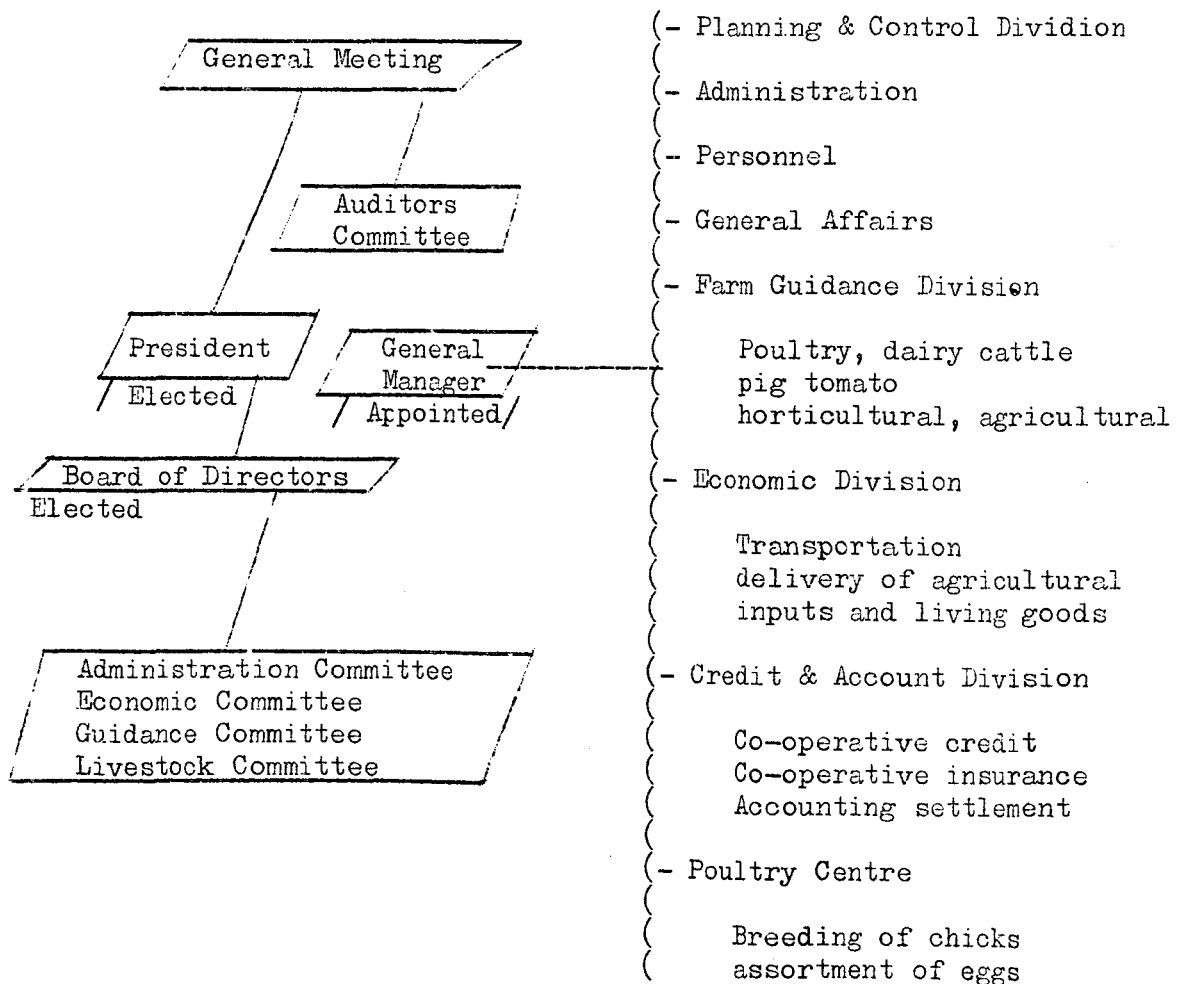 General Meeting
Auditors
Committee
President
Elected
General
Manager
Appointed
Board of Directors
Elected
Administration Committee
Economic Committee
Guidance Committee
Livestock Committee
(- Planning & Control Dividion
(- Administration
(- Personnel
(- General Affairs
(- Farm Guidance Division
Poultry, dairy cattle
pig tomato
horticultural, agricultural
(- Economic Division
Transportation
delivery of agricultural
inputs and living goods
(- Credit & Account Division
Co-operative credit
Co-operative insurance
Accounting settlement
(- Poultry Centre
Breeding of chicks
assortment of eggs